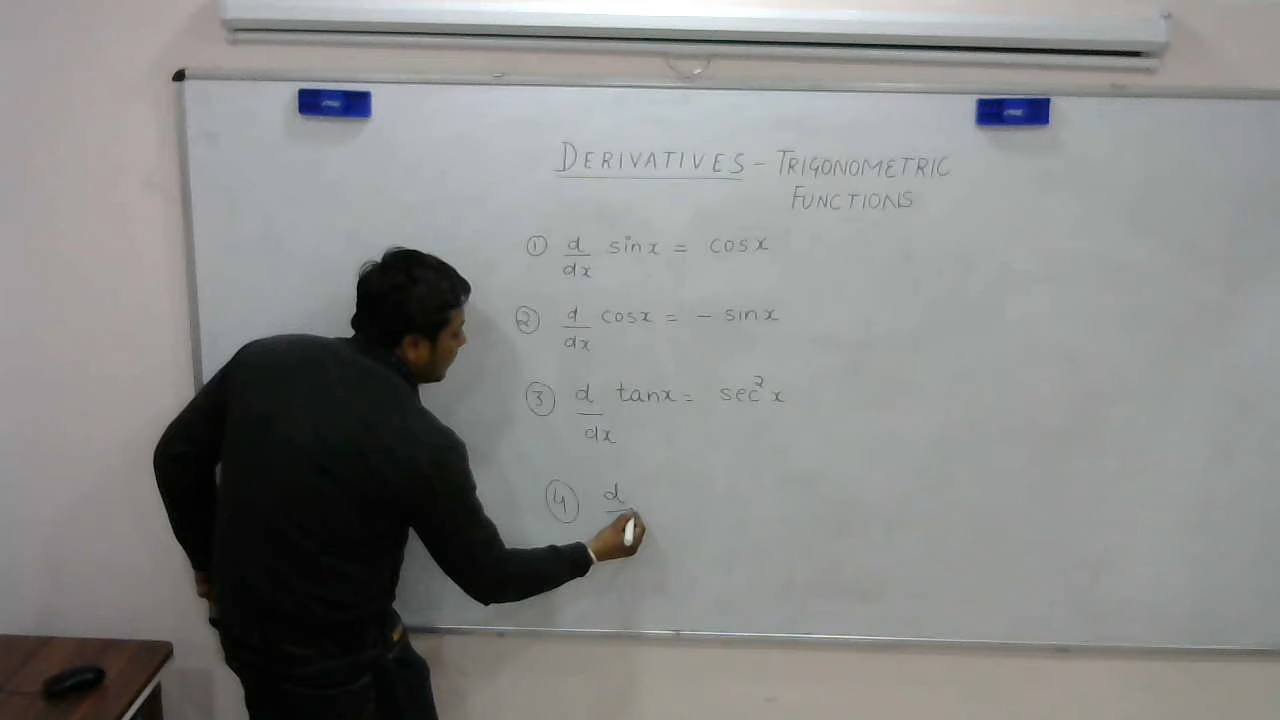 DERIVATIVES - TRIGONOMETRIC
FUNCTIONS
① d/dx sinx = cosx
② d/dx cosx = - sinx
③ d/dx tanx = sec²x
④ d